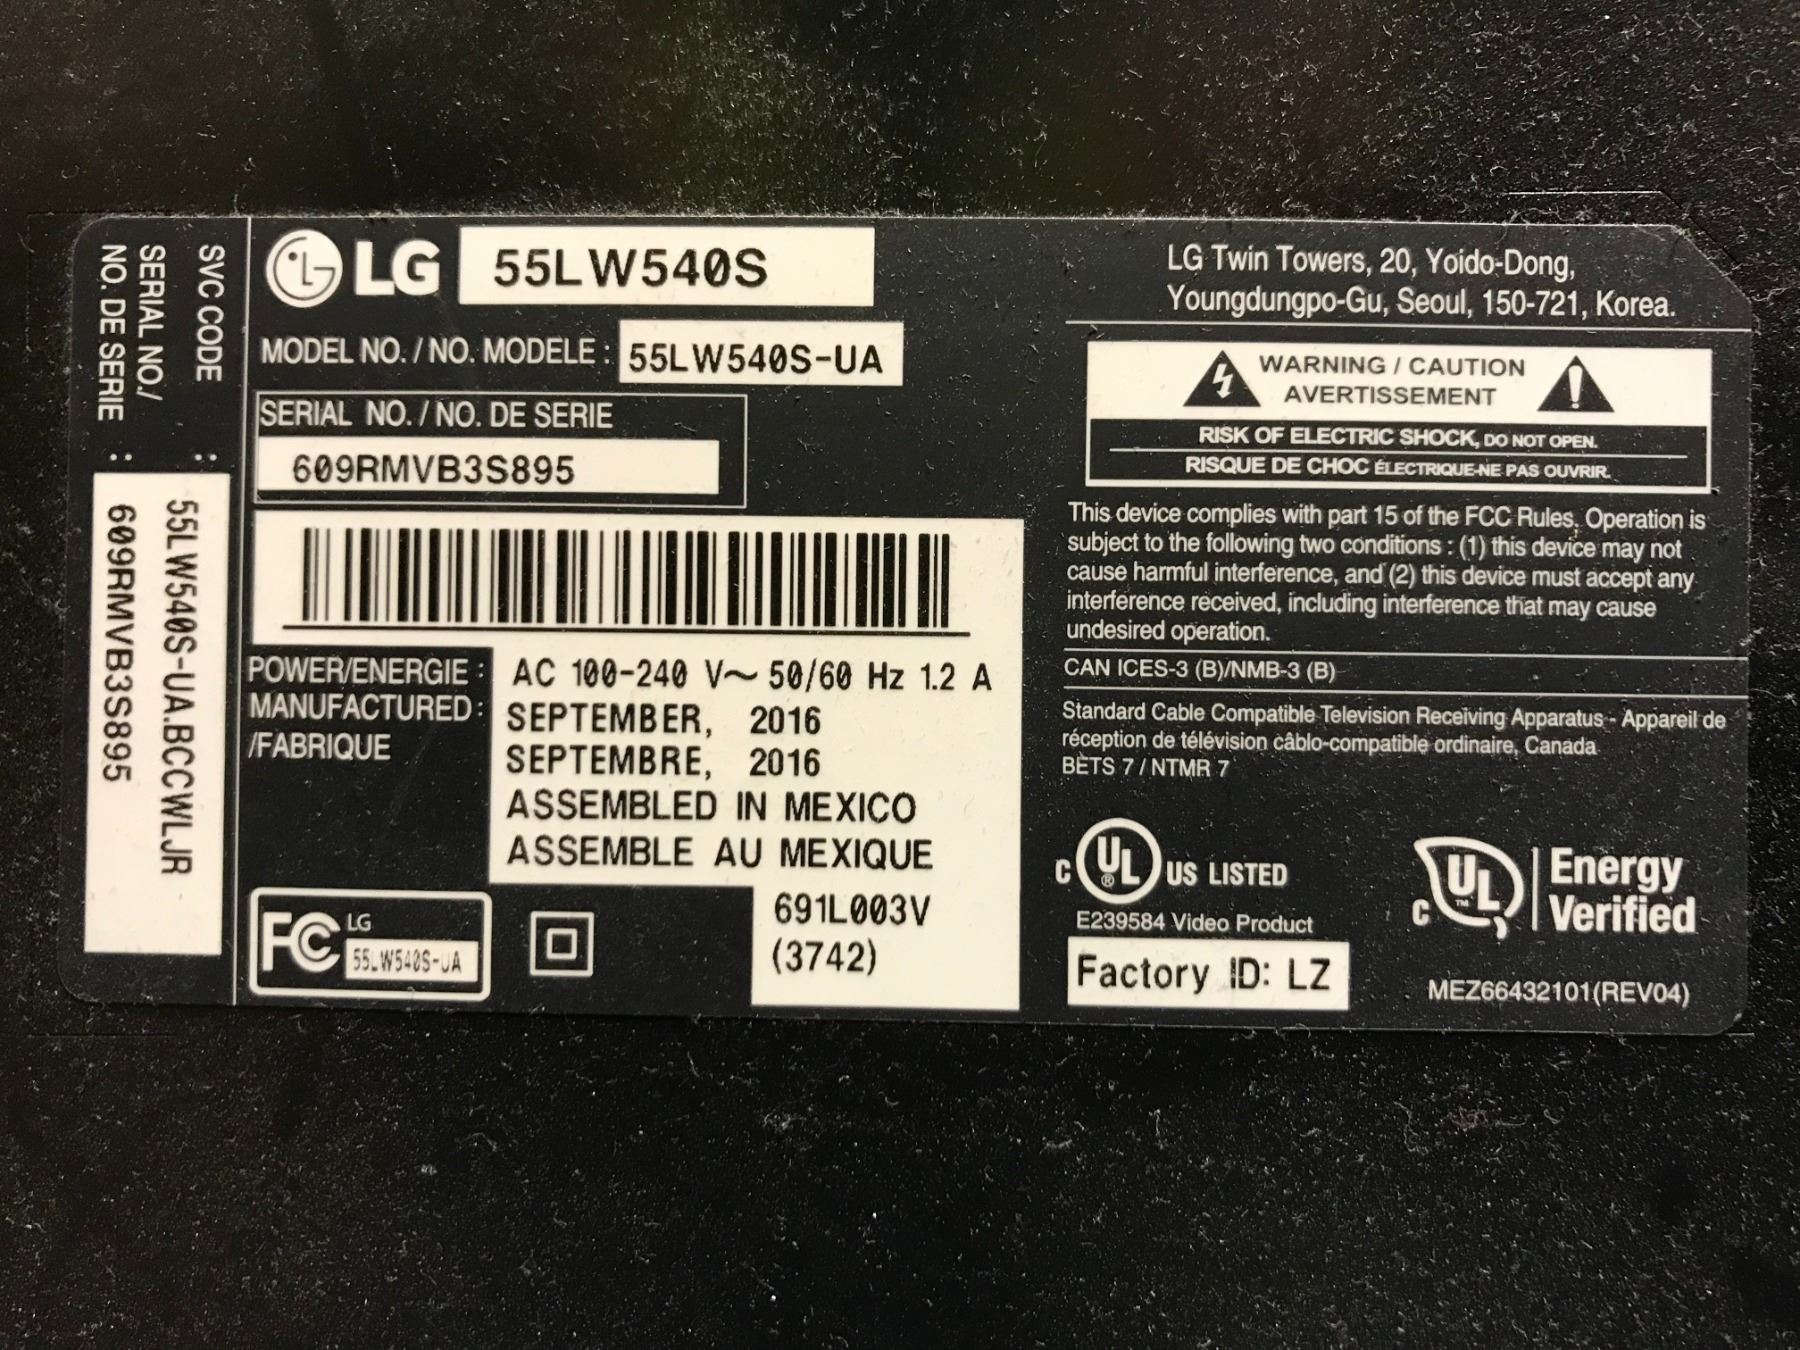 SVC CODE : 55LW540S-UA.BCCWLJR
SERIAL NO./
NO. DE SERIE : 609RMVB3S895
LG 55LW540S
MODEL NO. / NO. MODELE : 55LW540S-UA
SERIAL NO. / NO. DE SERIE
609RMVB3S895
POWER/ENERGIE : AC 100-240 V~ 50/60 Hz 1.2 A
MANUFACTURED : SEPTEMBER, 2016
/FABRIQUE SEPTEMBRE, 2016
ASSEMBLED IN MEXICO
ASSEMBLE AU MEXIQUE
691L003V
(3742)
FC LG
55LW540S-UA
LG Twin Towers, 20, Yoido-Dong,
Youngdungpo-Gu, Seoul, 150-721, Korea.
WARNING / CAUTION
AVERTISSEMENT
RISK OF ELECTRIC SHOCK, DO NOT OPEN.
RISQUE DE CHOC ÉLECTRIQUE-NE PAS OUVRIR.
This device complies with part 15 of the FCC Rules. Operation is
subject to the following two conditions : (1) this device may not
cause harmful interference, and (2) this device must accept any
interference received, including interference that may cause
undesired operation.
CAN ICES-3 (B)/NMB-3 (B)
Standard Cable Compatible Television Receiving Apparatus - Appareil de
réception de télévision câblo-compatible ordinaire, Canada
BETS 7 / NTMR 7
C UL ® US LISTED
E239584 Video Product
Factory ID: LZ
C UL ™ Energy
Verified
MEZ66432101(REV04)